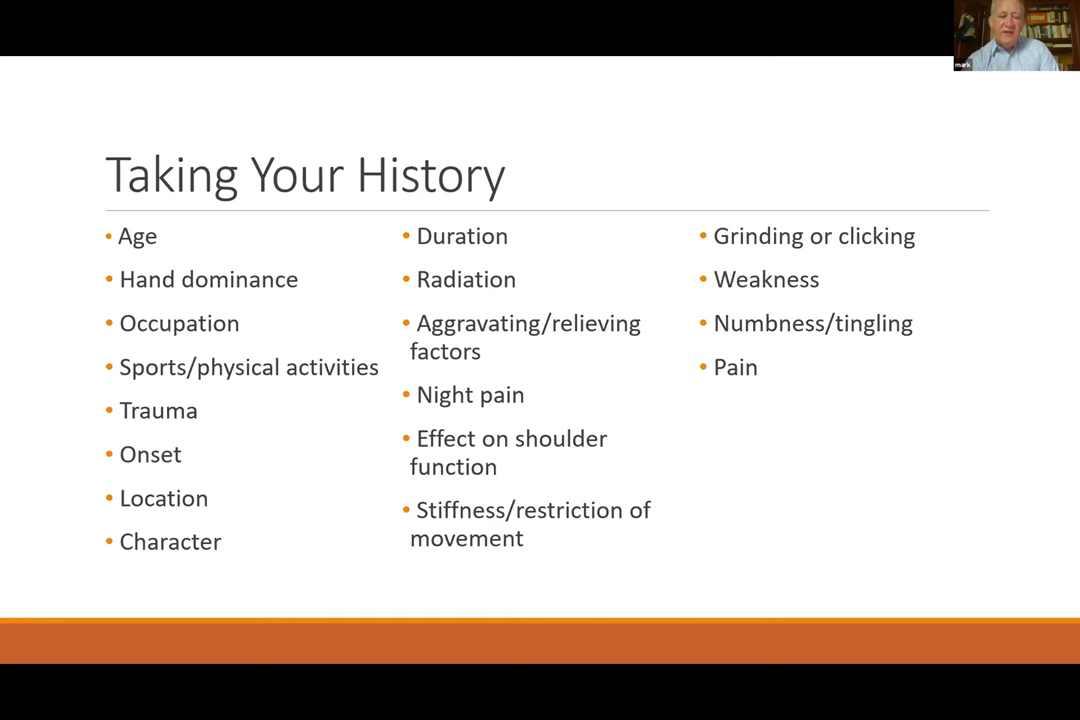 mark
Taking Your History
• Age
• Hand dominance
• Occupation
• Sports/physical activities
• Trauma
• Onset
• Location
• Character
• Duration
• Radiation
• Aggravating/relieving
factors
• Night pain
• Effect on shoulder
function
• Stiffness/restriction of
movement
• Grinding or clicking
• Weakness
• Numbness/tingling
• Pain